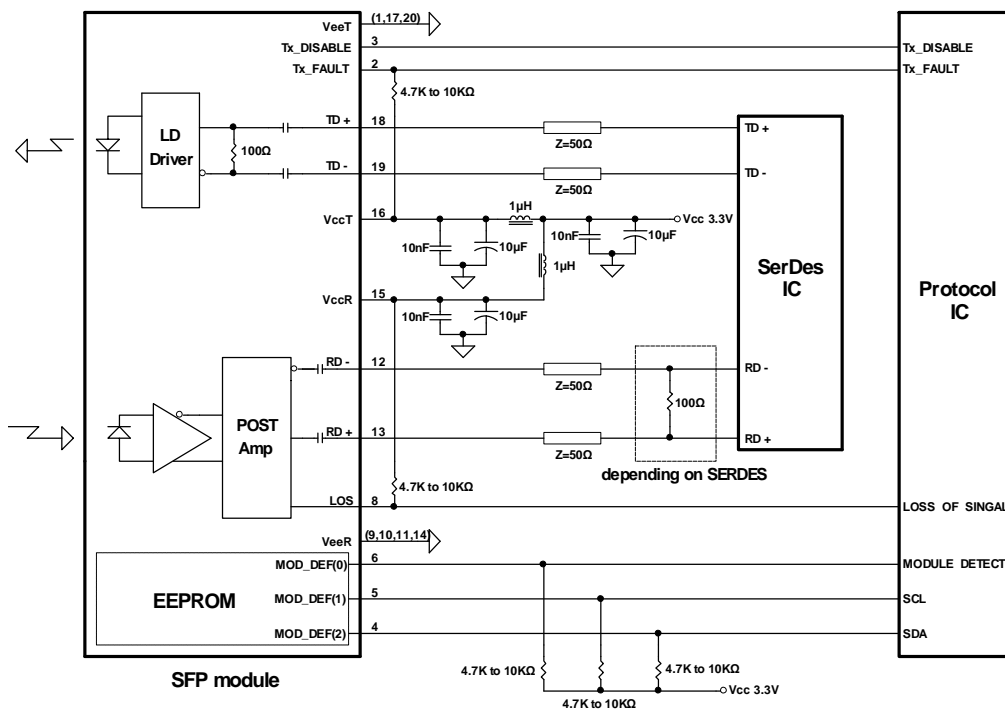 VeeT (1,17,20)
Tx_DISABLE 3 Tx_DISABLE
Tx_FAULT 2 Tx_FAULT
4.7K to 10KΩ
LD
Driver
100Ω
TD + 18 TD +
Z=50Ω
TD - 19 TD -
Z=50Ω
1µH
VccT 16 Vcc 3.3V
10nF 10µF 10nF 10µF
1µH
SerDes
IC
Protocol
IC
VccR 15
10nF 10µF
RD - 12 RD -
Z=50Ω
100Ω
POST
Amp
RD + 13 RD +
Z=50Ω
depending on SERDES
4.7K to 10KΩ
LOS 8 LOSS OF SINGAL
VeeR (9,10,11,14)
MOD_DEF(0) 6 MODULE DETECT
EEPROM
MOD_DEF(1) 5 SCL
MOD_DEF(2) 4 SDA
4.7K to 10KΩ 4.7K to 10KΩ
SFP module
4.7K to 10KΩ
Vcc 3.3V